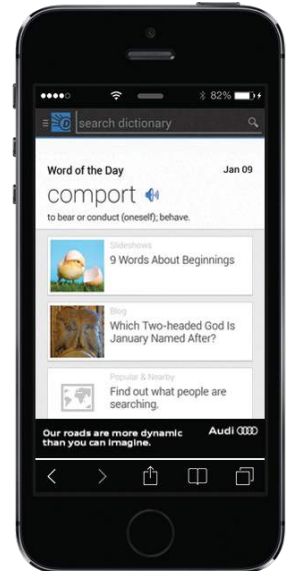 82%
search dictionary
Word of the Day
Jan 09
comport
to bear or conduct (oneself); behave.
Slideshows
9 Words About Beginnings
Blog
Which Two-headed God Is
January Named After?
Popular & Nearby
Find out what people are
searching.
Our roads are more dynamic
than you can imagine.
Audi